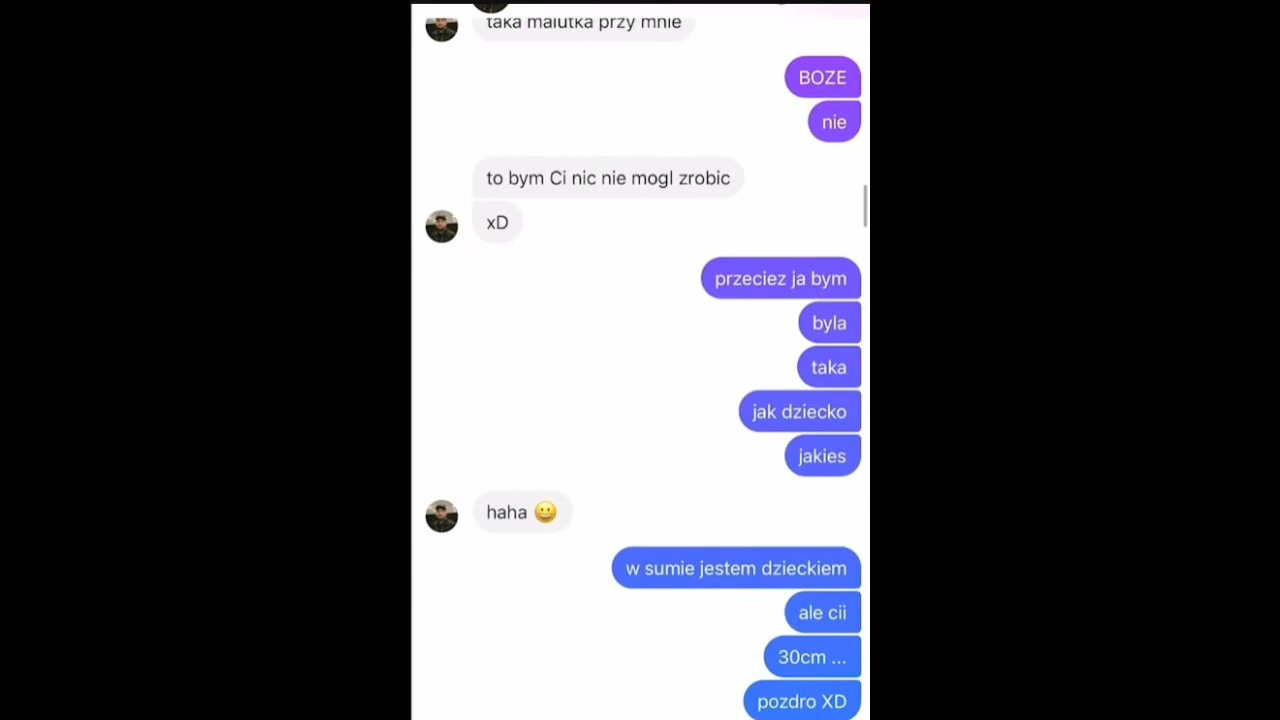 taka malutka przy mnie
BOZE
nie
to bym Ci nic nie mogl zrobic
xD
przeciez ja bym
byla
taka
jak dziecko
jakies
haha 😀
w sumie jestem dzieckiem
ale cii
30cm ...
pozdro XD